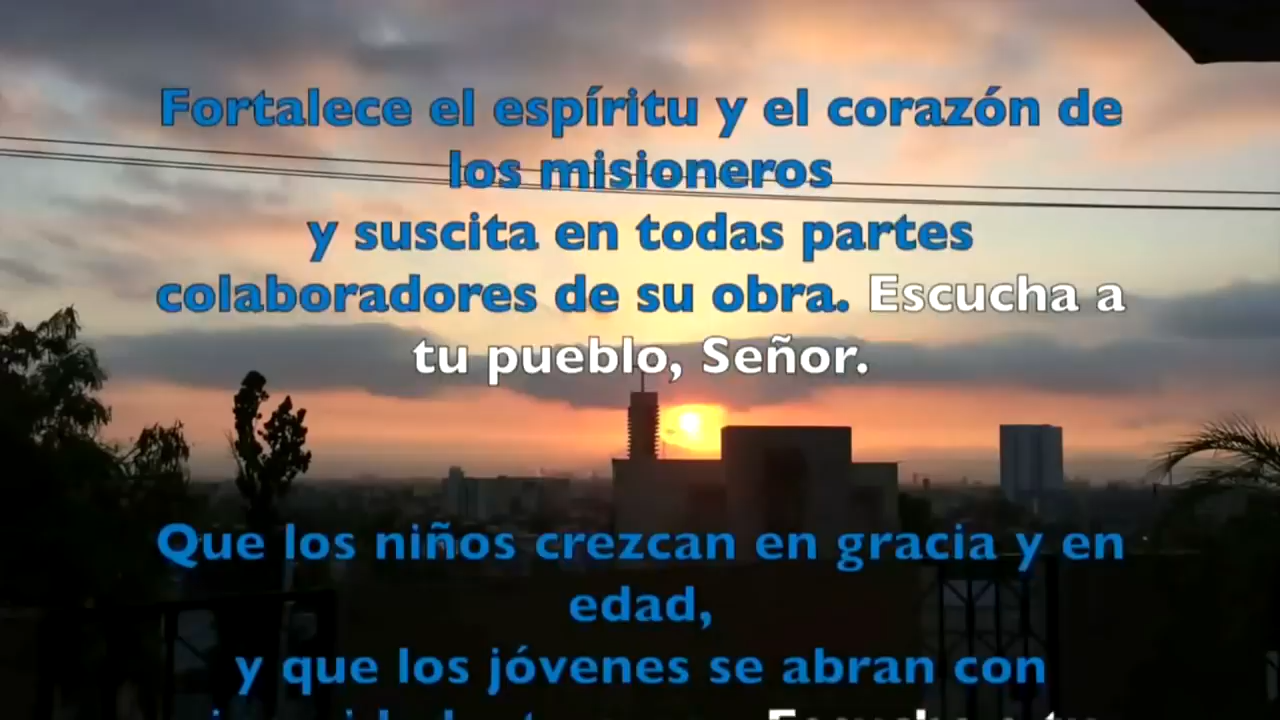 Fortalece el espíritu y el corazón de
los misioneros
y suscita en todas partes
colaboradores de su obra. Escucha a
tu pueblo, Señor.
Que los niños crezcan en gracia y en
edad,
y que los jóvenes se abran con